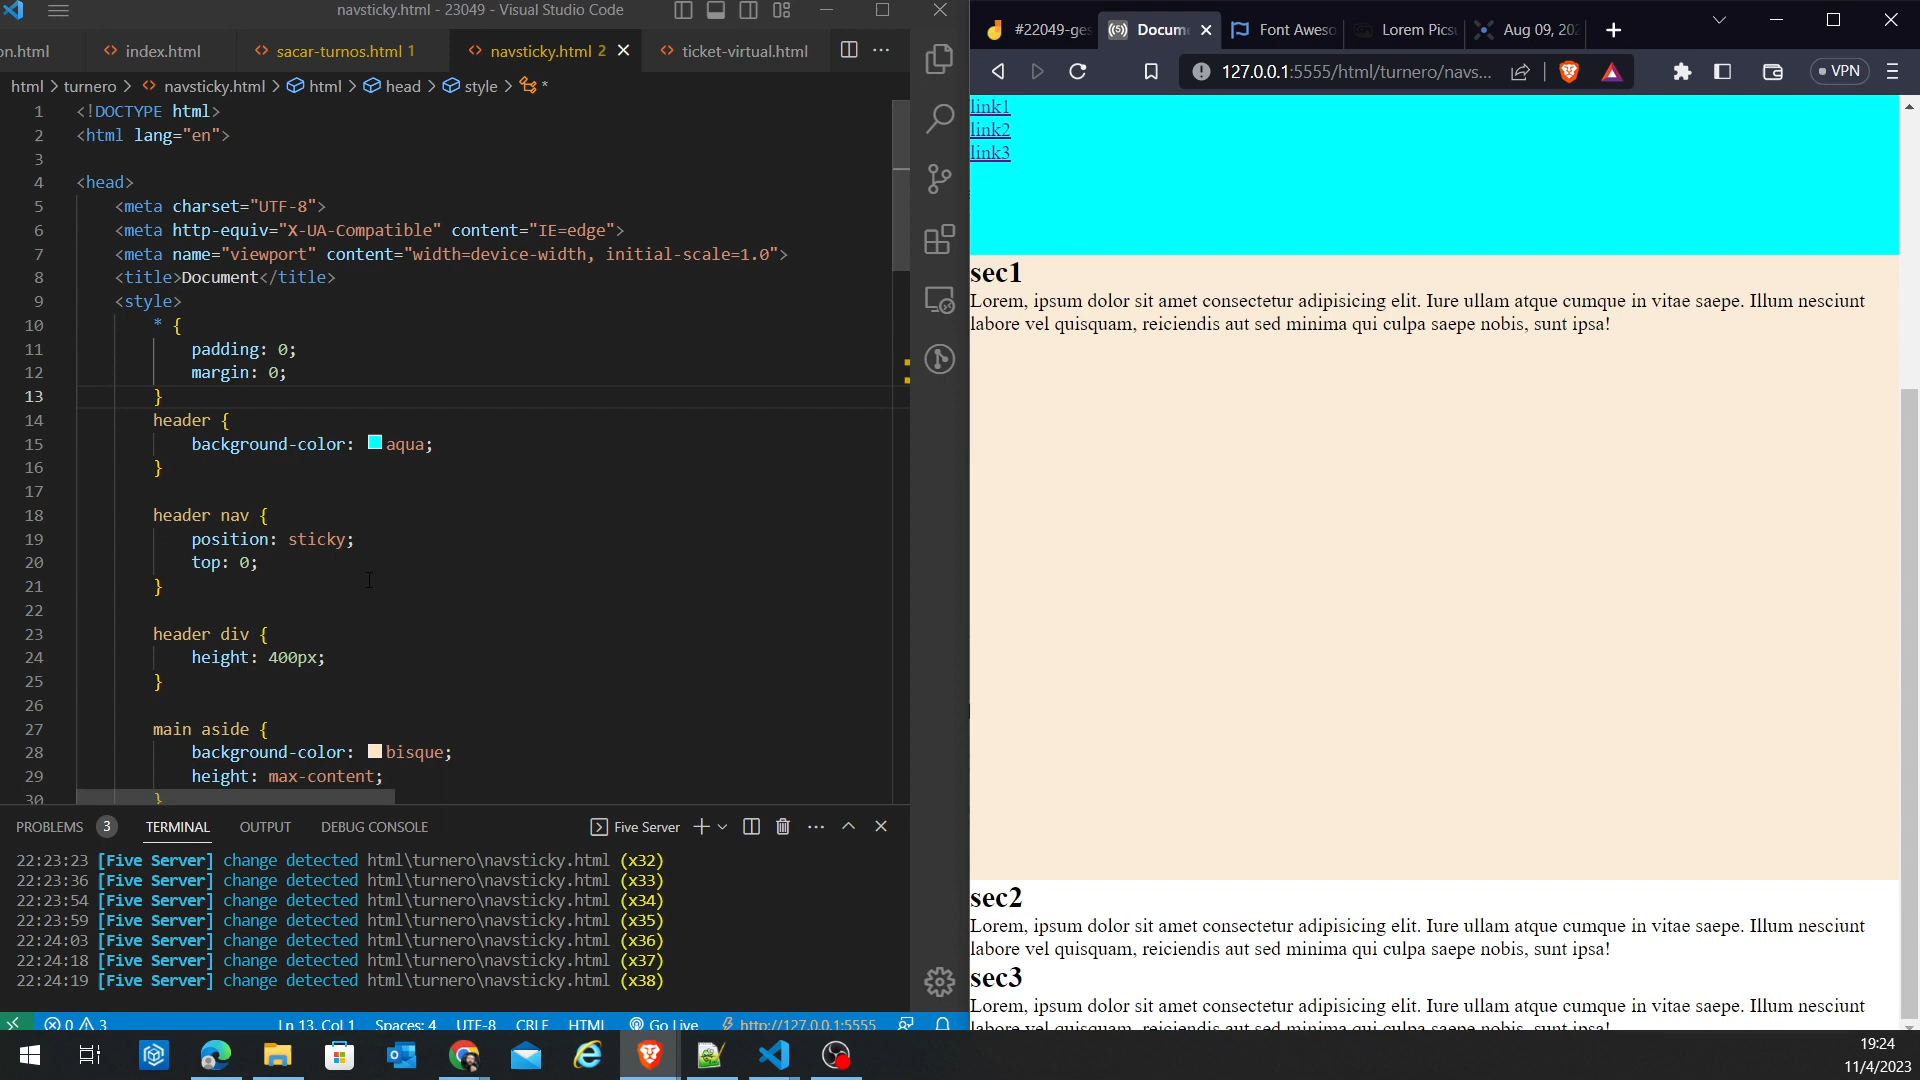 navsticky.html - 23049 - Visual Studio Code
on.html
index.html
sacar-turnos.html 1
navsticky.html 2
ticket-virtual.html
html > turnero > navsticky.html > html > head > style > *
1 <!DOCTYPE html>
2 <html lang="en">
3
4 <head>
5 <meta charset="UTF-8">
6 <meta http-equiv="X-UA-Compatible" content="IE=edge">
7 <meta name="viewport" content="width=device-width, initial-scale=1.0">
8 <title>Document</title>
9 <style>
10 * {
11 padding: 0;
12 margin: 0;
13 }
14 header {
15 background-color: aqua;
16 }
17
18 header nav {
19 position: sticky;
20 top: 0;
21 }
22
23 header div {
24 height: 400px;
25 }
26
27 main aside {
28 background-color: bisque;
29 height: max-content;
30 }
PROBLEMS 3 TERMINAL OUTPUT DEBUG CONSOLE Five Server
22:23:23 [Five Server] change detected html\turnero\navsticky.html (x32)
22:23:36 [Five Server] change detected html\turnero\navsticky.html (x33)
22:23:54 [Five Server] change detected html\turnero\navsticky.html (x34)
22:23:59 [Five Server] change detected html\turnero\navsticky.html (x35)
22:24:03 [Five Server] change detected html\turnero\navsticky.html (x36)
22:24:18 [Five Server] change detected html\turnero\navsticky.html (x37)
22:24:19 [Five Server] change detected html\turnero\navsticky.html (x38)
0 3 Ln 13, Col 1 Spaces: 4 UTF-8 CRLF HTML Go Live http://127.0.0.1:5555
#22049-ges
Docum
Font Aweso
Lorem Picsu
Aug 09, 202
127.0.0.1:5555/html/turnero/navs...
VPN
link1
link2
link3
sec1
Lorem, ipsum dolor sit amet consectetur adipisicing elit. Iure ullam atque cumque in vitae saepe. Illum nesciunt
labore vel quisquam, reiciendis aut sed minima qui culpa saepe nobis, sunt ipsa!
sec2
Lorem, ipsum dolor sit amet consectetur adipisicing elit. Iure ullam atque cumque in vitae saepe. Illum nesciunt
labore vel quisquam, reiciendis aut sed minima qui culpa saepe nobis, sunt ipsa!
sec3
Lorem, ipsum dolor sit amet consectetur adipisicing elit. Iure ullam atque cumque in vitae saepe. Illum nesciunt
labore vel quisquam, reiciendis aut sed minima qui culpa saepe nobis, sunt ipsa!
19:24
11/4/2023